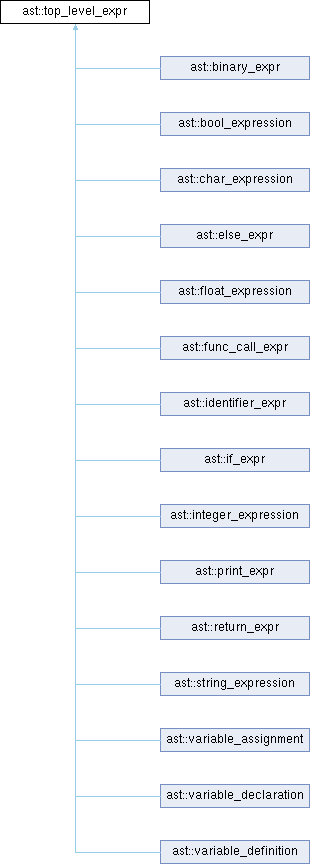 ast::top_level_expr
ast::binary_expr
ast::bool_expression
ast::char_expression
ast::else_expr
ast::float_expression
ast::func_call_expr
ast::identifier_expr
ast::if_expr
ast::integer_expression
ast::print_expr
ast::return_expr
ast::string_expression
ast::variable_assignment
ast::variable_declaration
ast::variable_definition